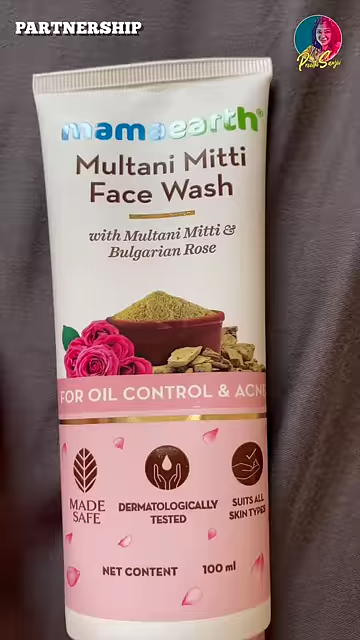 PARTNERSHIP
mamaearth®
Multani Mitti
Face Wash
with Multani Mitti &
Bulgarian Rose
FOR OIL CONTROL & ACNE
MADE
SAFE
DERMATOLOGICALLY
TESTED
SUITS ALL
SKIN TYPES
NET CONTENT 100 ml